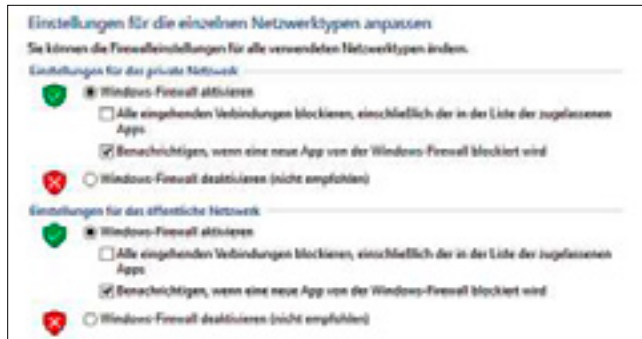 Einstellungen für die einzelnen Netzwerktypen anpassen
Sie können die Firewalleinstellungen für alle verwendeten Netzwerktypen ändern.
Einstellungen für das private Netzwerk
Windows-Firewall aktivieren
Alle eingehenden Verbindungen blockieren, einschließlich der in der Liste der zugelassenen
Apps
Benachrichtigen, wenn eine neue App von der Windows-Firewall blockiert wird
Windows-Firewall deaktivieren (nicht empfohlen)
Einstellungen für das öffentliche Netzwerk
Windows-Firewall aktivieren
Alle eingehenden Verbindungen blockieren, einschließlich der in der Liste der zugelassenen
Apps
Benachrichtigen, wenn eine neue App von der Windows-Firewall blockiert wird
Windows-Firewall deaktivieren (nicht empfohlen)